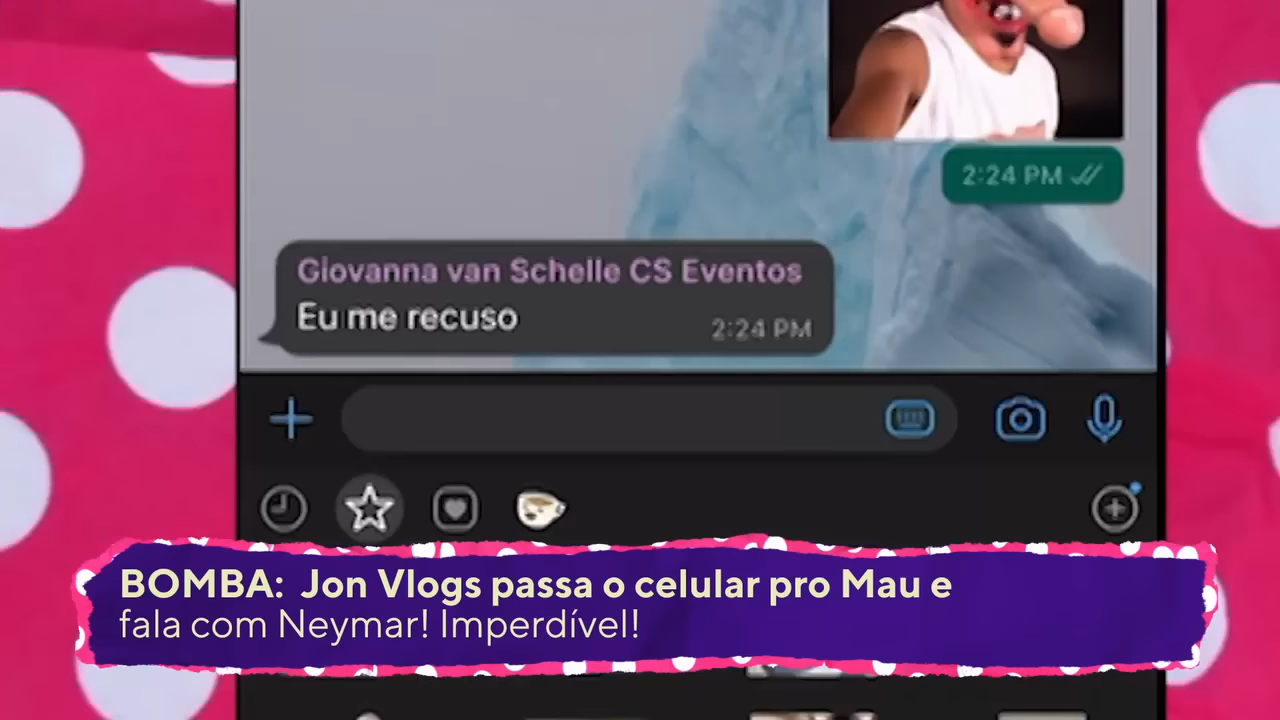 2:24 PM
Giovanna van Schelle CS Eventos
Eu me recuso
2:24 PM
BOMBA: Jon Vlogs passa o celular pro Mau e
fala com Neymar! Imperdível!